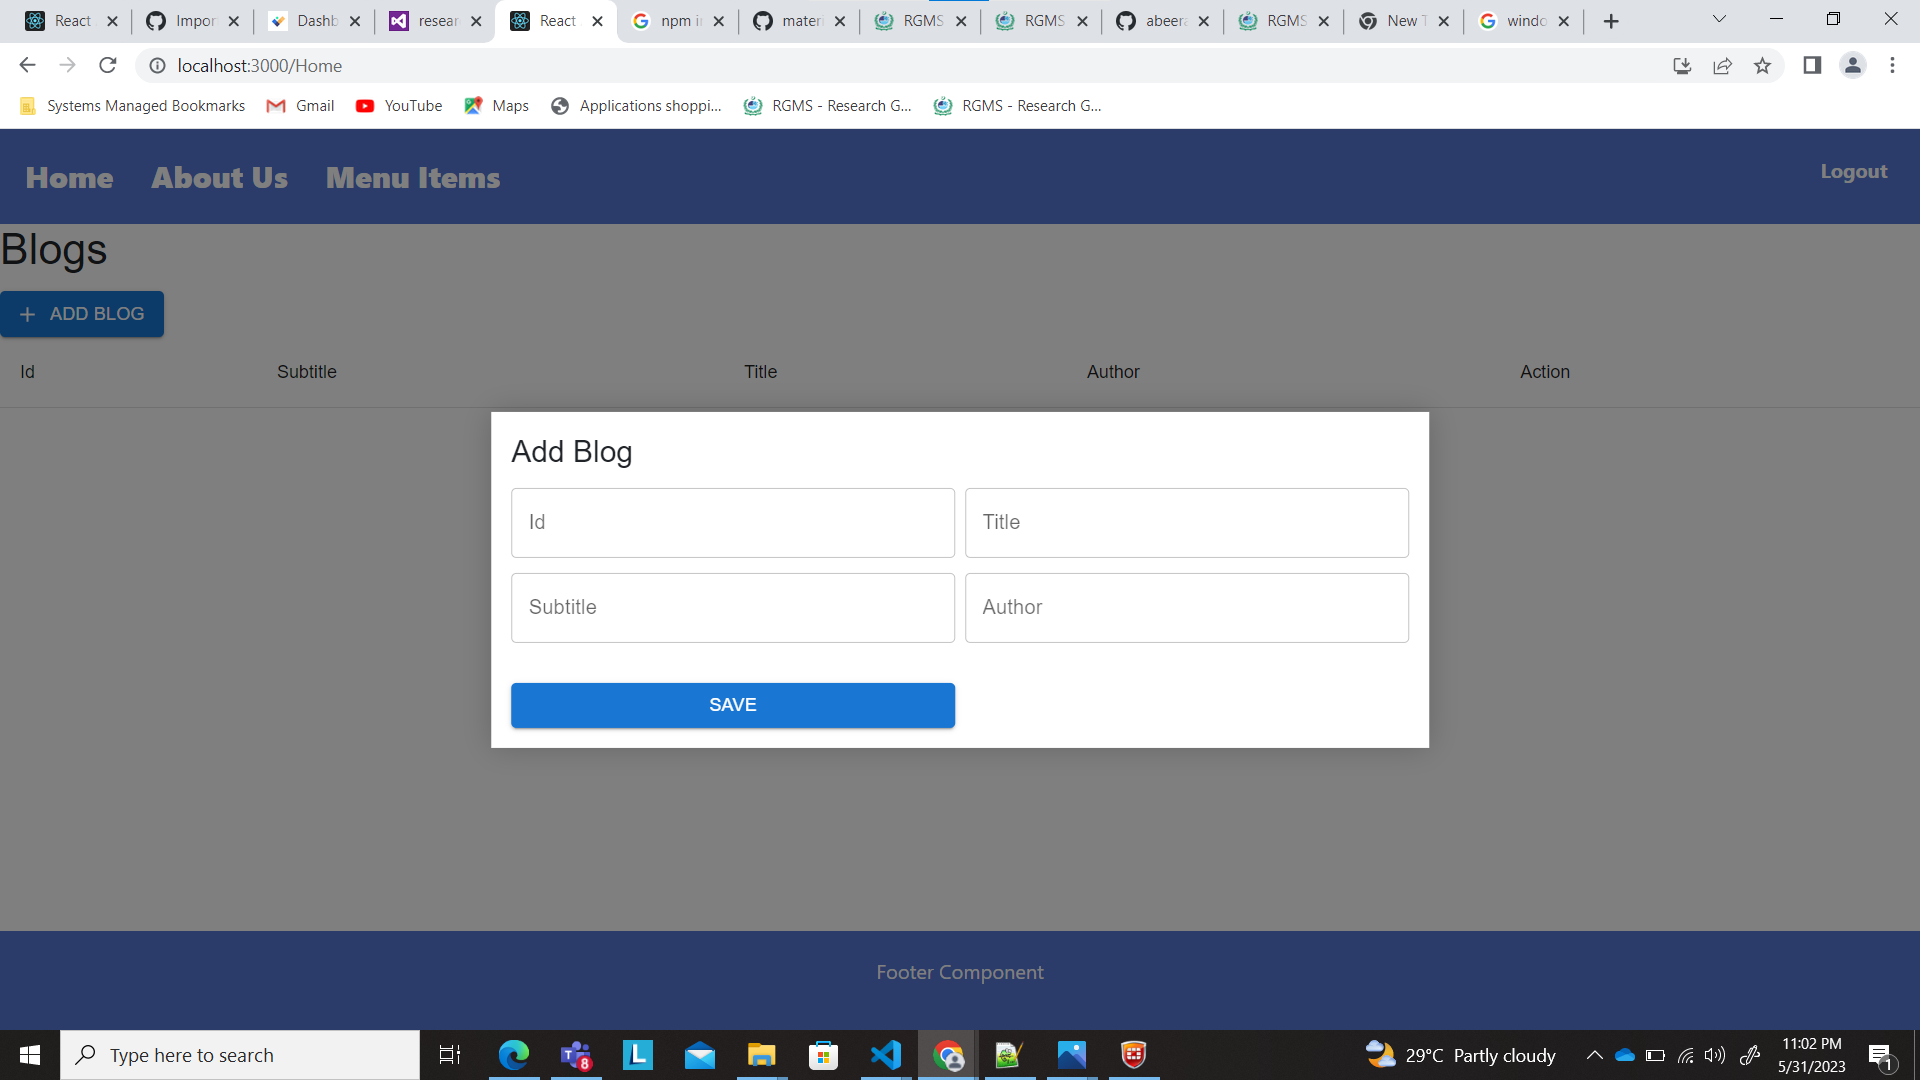 React Impor Dashb resear React npm in materi RGMS RGMS abeera RGMS New T windo
localhost:3000/Home
Systems Managed Bookmarks Gmail YouTube Maps Applications shoppi... RGMS - Research G... RGMS - Research G...
Home About Us Menu Items Logout
Blogs
+ ADD BLOG
Id Subtitle Title Author Action
Add Blog
Id Title
Subtitle Author
SAVE
Footer Component
Type here to search 8 L 29°C Partly cloudy 11:02 PM
5/31/2023 1